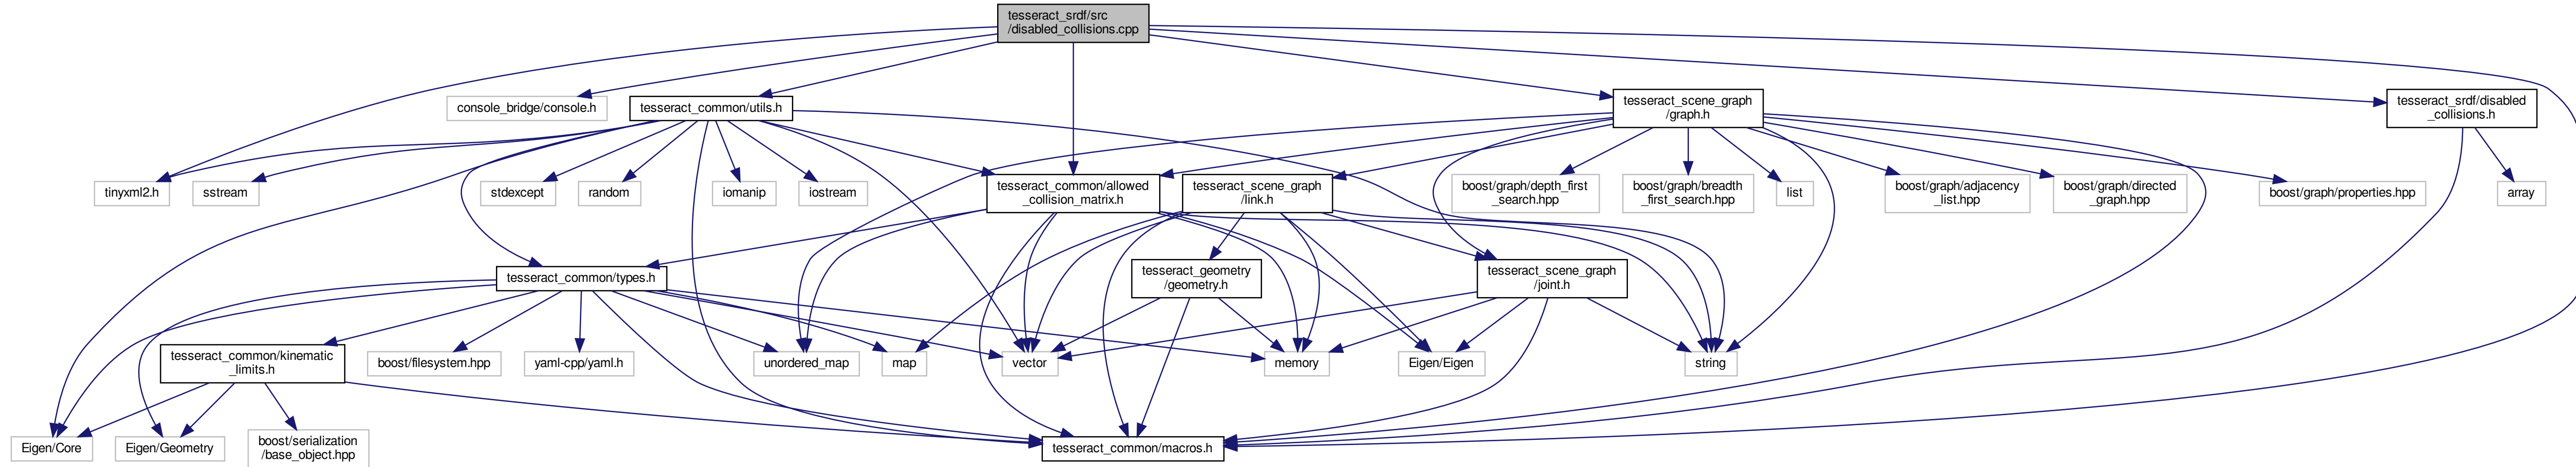 tesseract_srdf/src
/disabled_collisions.cpp
console_bridge/console.h
tesseract_common/utils.h
tesseract_scene_graph
/graph.h
tesseract_srdf/disabled
_collisions.h
tinyxml2.h
sstream
stdexcept
random
iomanip
iostream
tesseract_common/allowed
_collision_matrix.h
tesseract_scene_graph
/link.h
boost/graph/depth_first
_search.hpp
boost/graph/breadth
_first_search.hpp
list
boost/graph/adjacency
_list.hpp
boost/graph/directed
_graph.hpp
boost/graph/properties.hpp
array
tesseract_common/types.h
tesseract_geometry
/geometry.h
tesseract_scene_graph
/joint.h
tesseract_common/kinematic
_limits.h
boost/filesystem.hpp
yaml-cpp/yaml.h
unordered_map
map
vector
memory
Eigen/Eigen
string
Eigen/Core
Eigen/Geometry
boost/serialization
/base_object.hpp
tesseract_common/macros.h